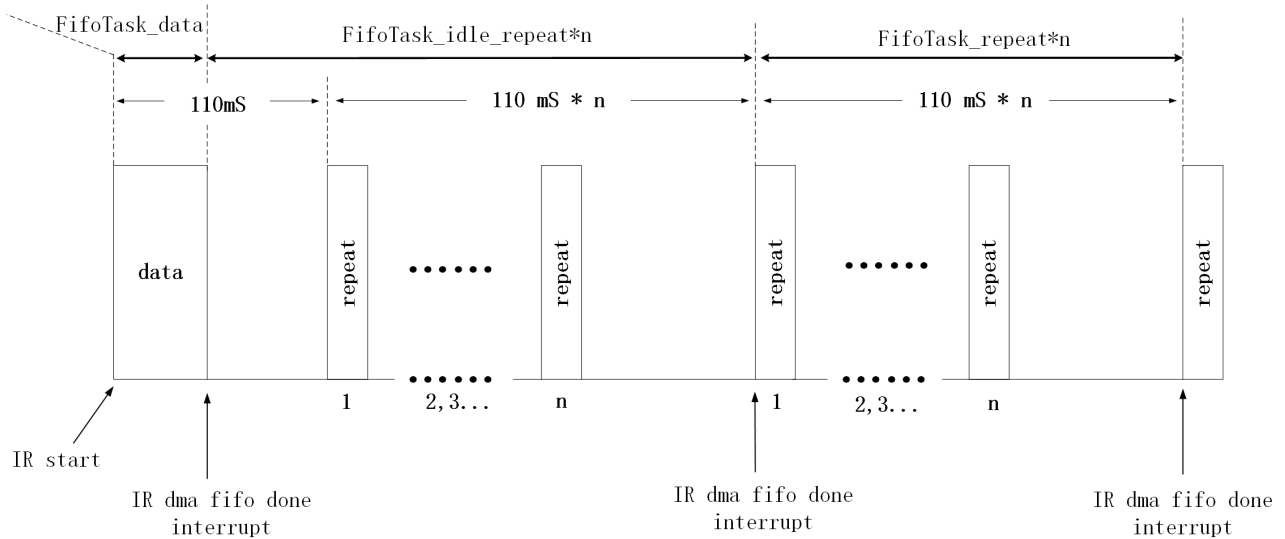 FifoTask_data
FifoTask_idle_repeat*n
FifoTask_repeat*n
110mS
110 mS * n
110 mS * n
data
repeat
repeat
repeat
repeat
repeat
1
2,3...
n
1
2,3...
n
IR start
IR dma fifo done
interrupt
IR dma fifo done
interrupt
IR dma fifo done
interrupt